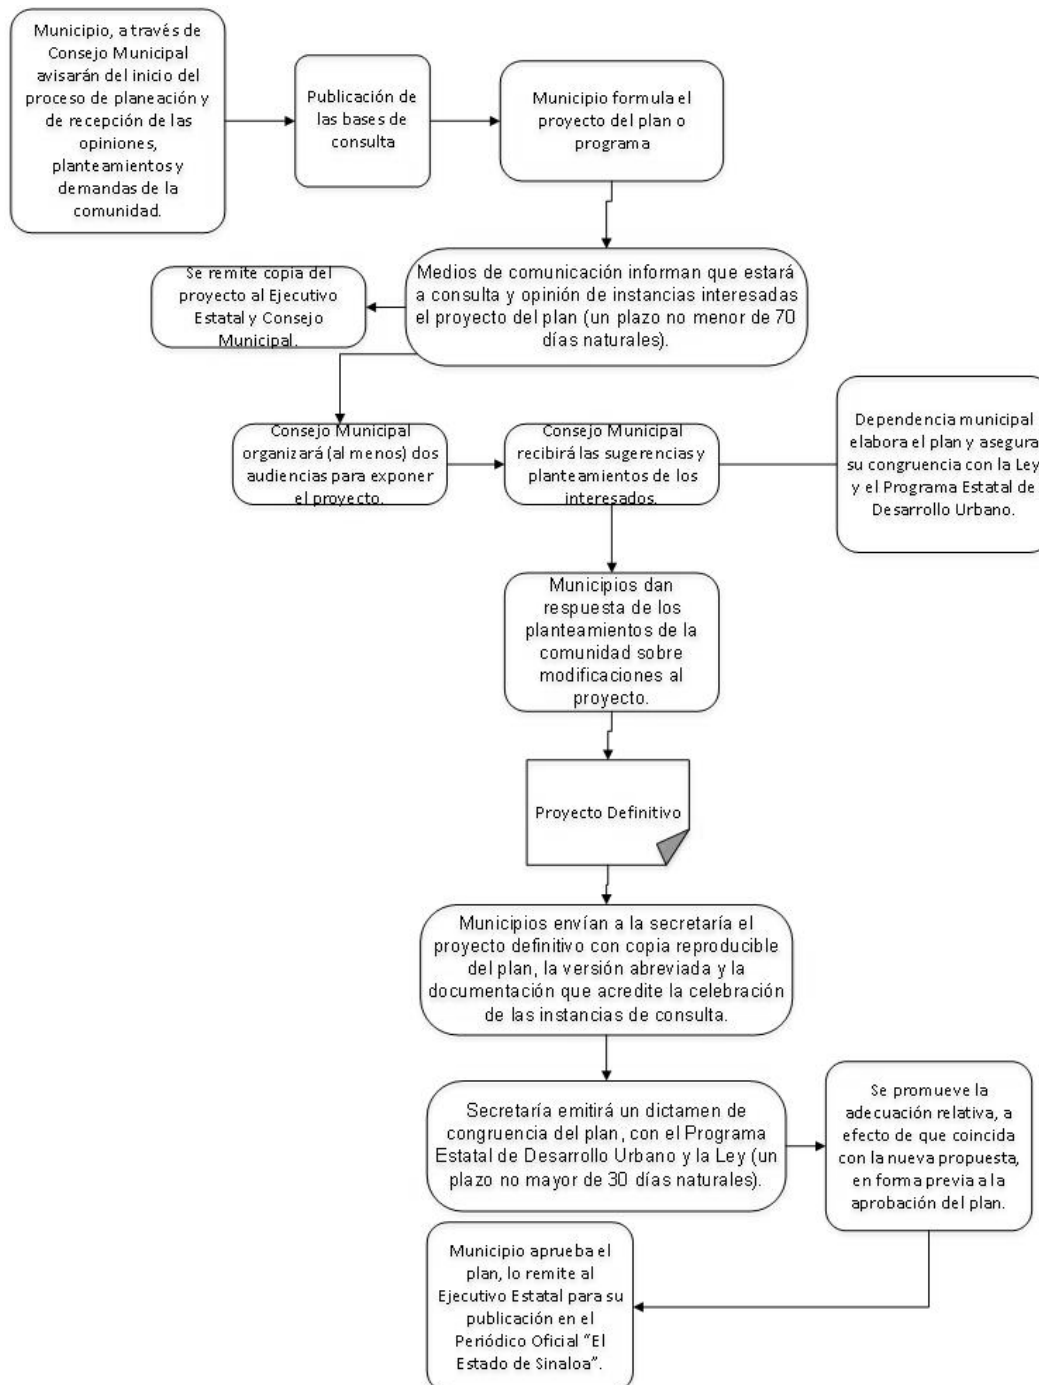 Municipio, a través de
Consejo Municipal
avisarán del inicio del
proceso de planeación y
de recepción de las
opiniones,
planteamientos y
demandas de la
comunidad.
Publicación de
las bases de
consulta
Municipio formula el
proyecto del plan o
programa
Medios de comunicación informan que estará
a consulta y opinión de instancias interesadas
el proyecto del plan (un plazo no menor de 70
días naturales).
Se remite copia del
proyecto al Ejecutivo
Estatal y Consejo
Municipal.
Consejo Municipal
organizará (al menos) dos
audiencias para exponer
el proyecto.
Consejo Municipal
recibirá las sugerencias y
planteamientos de los
interesados.
Dependencia municipal
elabora el plan y asegura
su congruencia con la Ley
y el Programa Estatal de
Desarrollo Urbano.
Municipios dan
respuesta de los
planteamientos de la
comunidad sobre
modificaciones al
proyecto.
Proyecto Definitivo
Municipios envían a la secretaría el
proyecto definitivo con copia reproducible
del plan, la versión abreviada y la
documentación que acredite la celebración
de las instancias de consulta.
Secretaría emitirá un dictamen de
congruencia del plan, con el Programa
Estatal de Desarrollo Urbano y la Ley (un
plazo no mayor de 30 días naturales).
Se promueve la
adecuación relativa, a
efecto de que coincida
con la nueva propuesta,
en forma previa a la
aprobación del plan.
Municipio aprueba el
plan, lo remite al
Ejecutivo Estatal para su
publicación en el
Periódico Oficial “El
Estado de Sinaloa”.